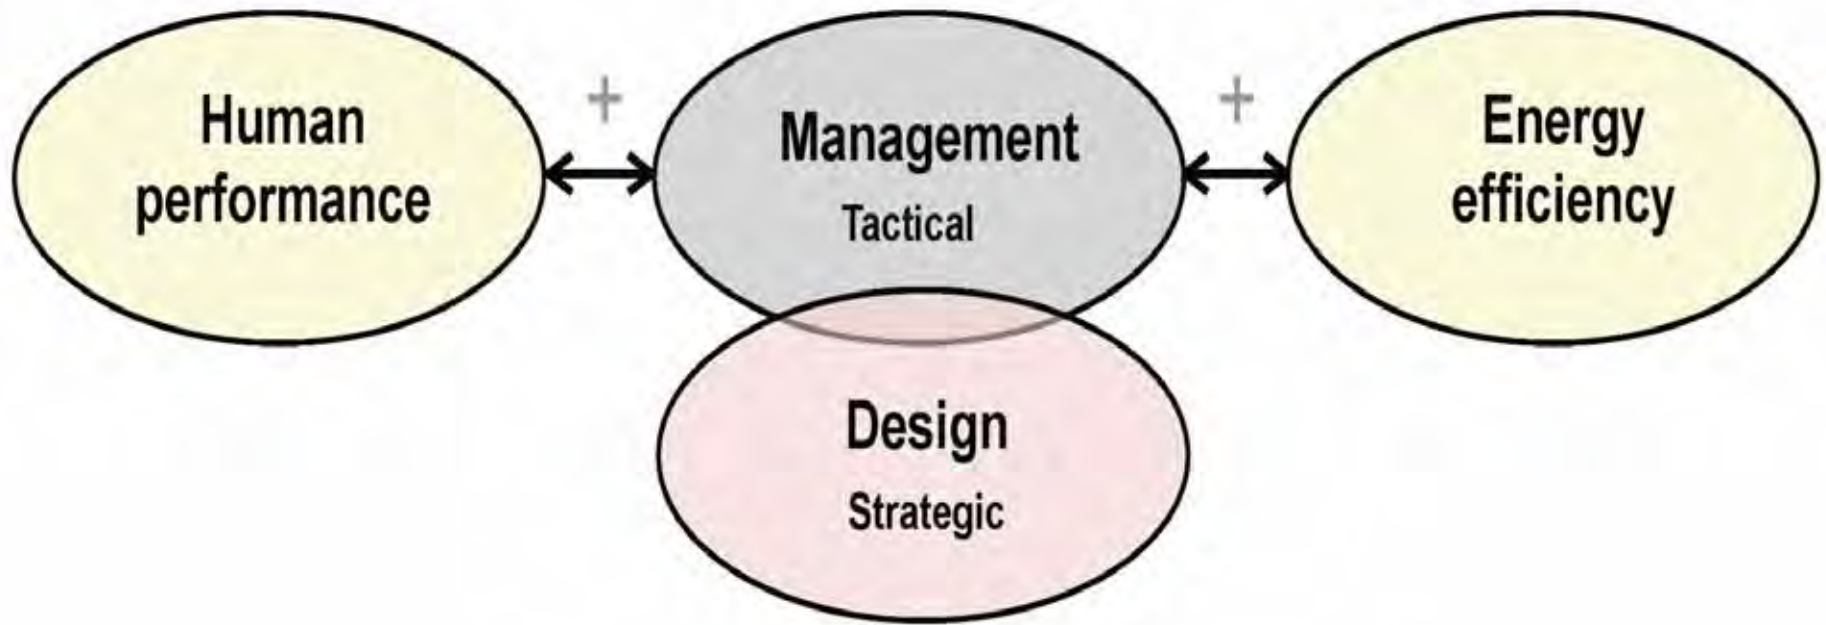 Human
performance
+
Management
Tactical
+
Energy
efficiency
Design
Strategic